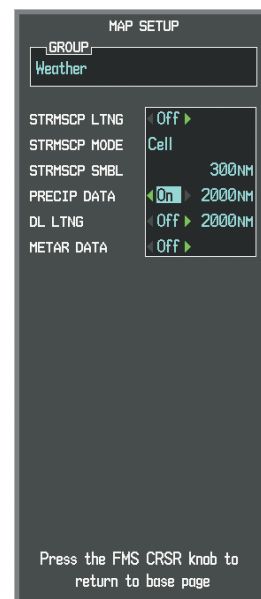 MAP SETUP
GROUP
Weather
STRMSCP LTNG Off
STRMSCP MODE Cell
STRMSCP SMBL 300NM
PRECIP DATA On 2000NM
DL LTNG Off 2000NM
METAR DATA Off
Press the FMS CRSR knob to
return to base page